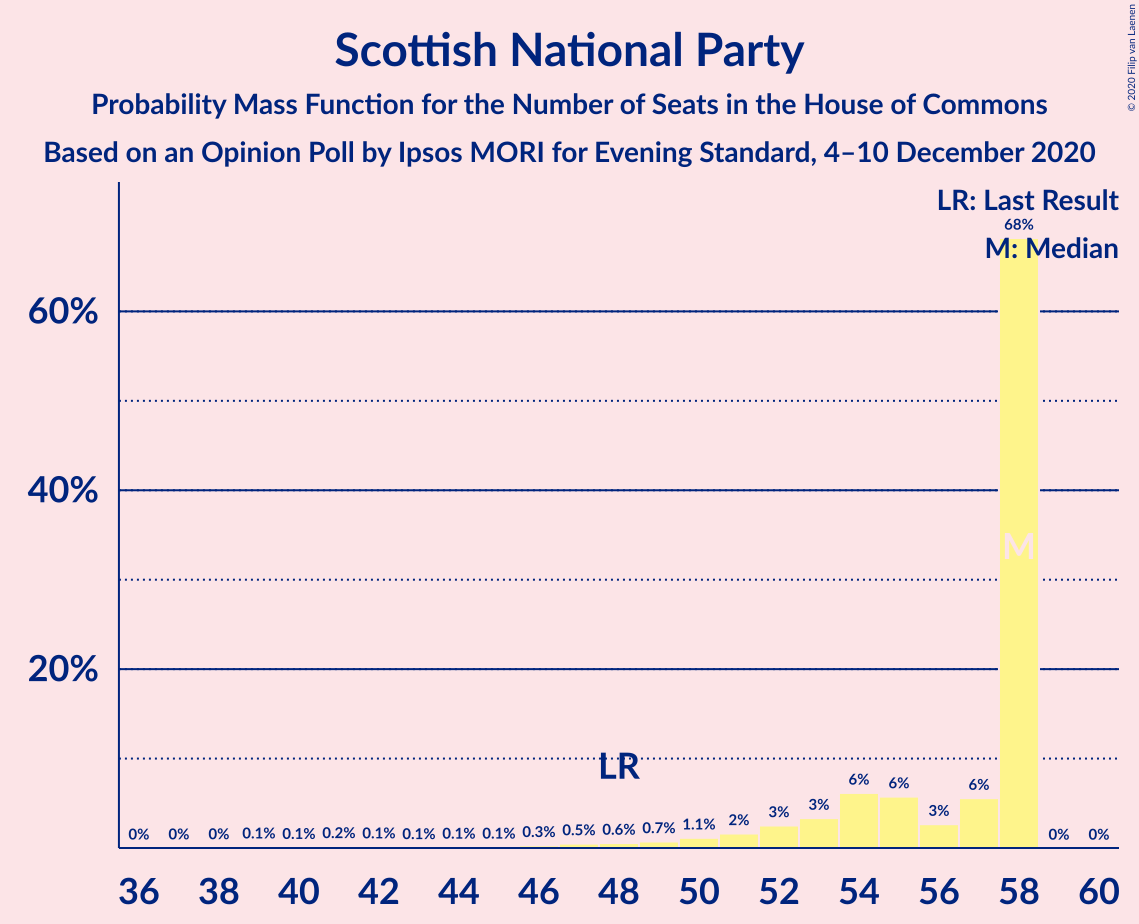 Scottish National Party
Probability Mass Function for the Number of Seats in the House of Commons
Based on an Opinion Poll by Ipsos MORI for Evening Standard, 4–10 December 2020
© 2020 Filip van Laenen
LR: Last Result
68%
M: Median
60%
40%
M
20%
LR
0% 0% 0% 0.1% 0.1% 0.2% 0.1% 0.1% 0.1% 0.1% 0.3% 0.5% 0.6% 0.7% 1.1% 2% 3% 3% 6% 6% 3% 6% 0% 0%
36 38 40 42 44 46 48 50 52 54 56 58 60